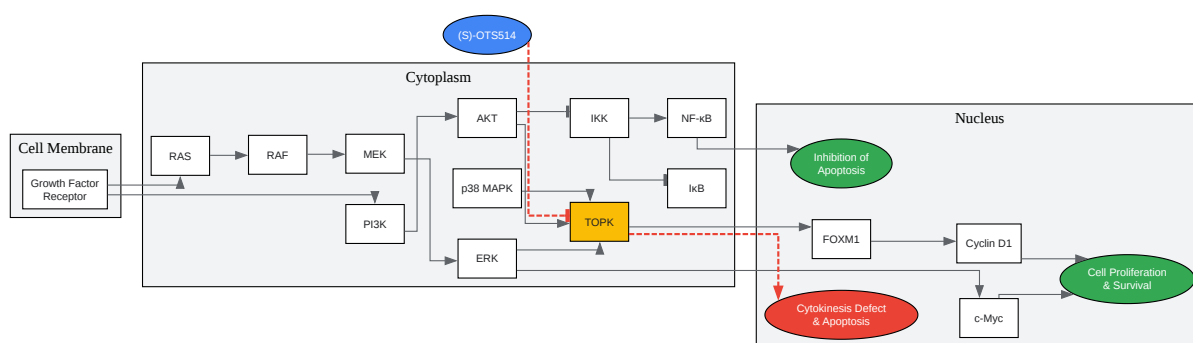 (S)-OTS514
Cytoplasm
Cell Membrane
Growth Factor
Receptor
RAS
RAF
MEK
PI3K
AKT
p38 MAPK
ERK
IKK
TOPK
NF-κB
IκB
Nucleus
Inhibition of
Apoptosis
FOXM1
Cyclin D1
Cell Proliferation
& Survival
Cytokinesis Defect
& Apoptosis
c-Myc